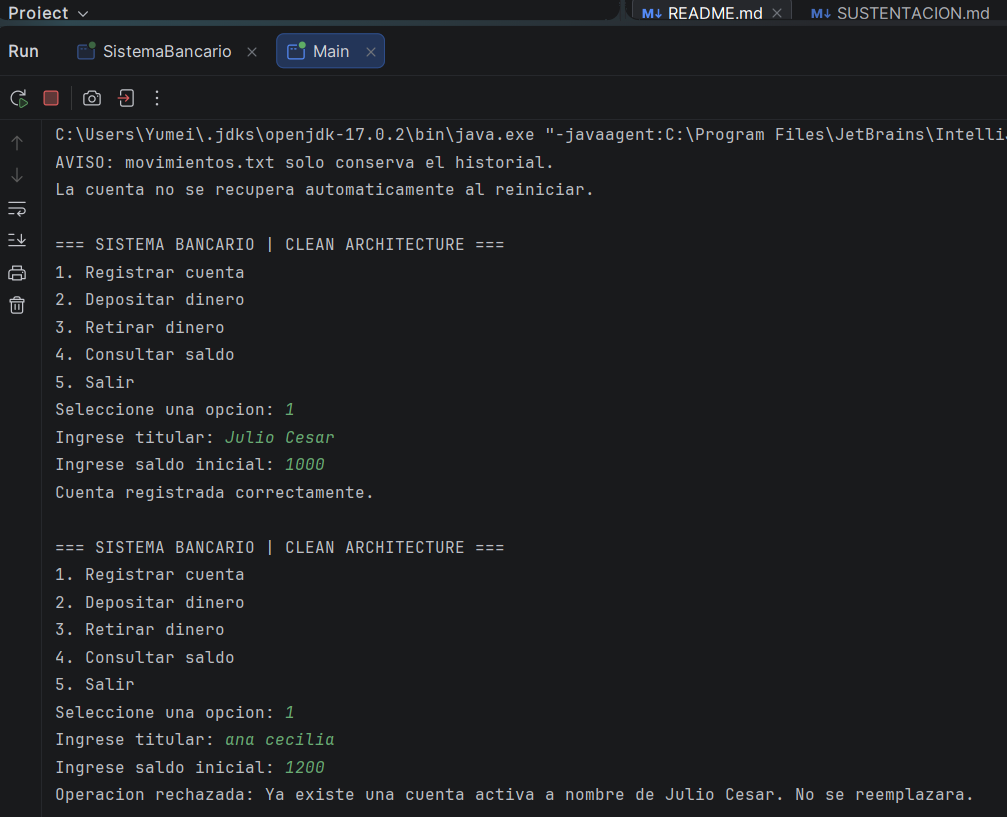 Project
README.md
SUSTENTACION.md
Run
SistemaBancario
Main
C:\Users\Yumei\.jdks\openjdk-17.0.2\bin\java.exe "-javaagent:C:\Program Files\JetBrains\Intelli
AVISO: movimientos.txt solo conserva el historial.
La cuenta no se recupera automaticamente al reiniciar.
=== SISTEMA BANCARIO | CLEAN ARCHITECTURE ===
1. Registrar cuenta
2. Depositar dinero
3. Retirar dinero
4. Consultar saldo
5. Salir
Seleccione una opcion: 1
Ingrese titular: Julio Cesar
Ingrese saldo inicial: 1000
Cuenta registrada correctamente.
=== SISTEMA BANCARIO | CLEAN ARCHITECTURE ===
1. Registrar cuenta
2. Depositar dinero
3. Retirar dinero
4. Consultar saldo
5. Salir
Seleccione una opcion: 1
Ingrese titular: ana cecilia
Ingrese saldo inicial: 1200
Operacion rechazada: Ya existe una cuenta activa a nombre de Julio Cesar. No se reemplazara.